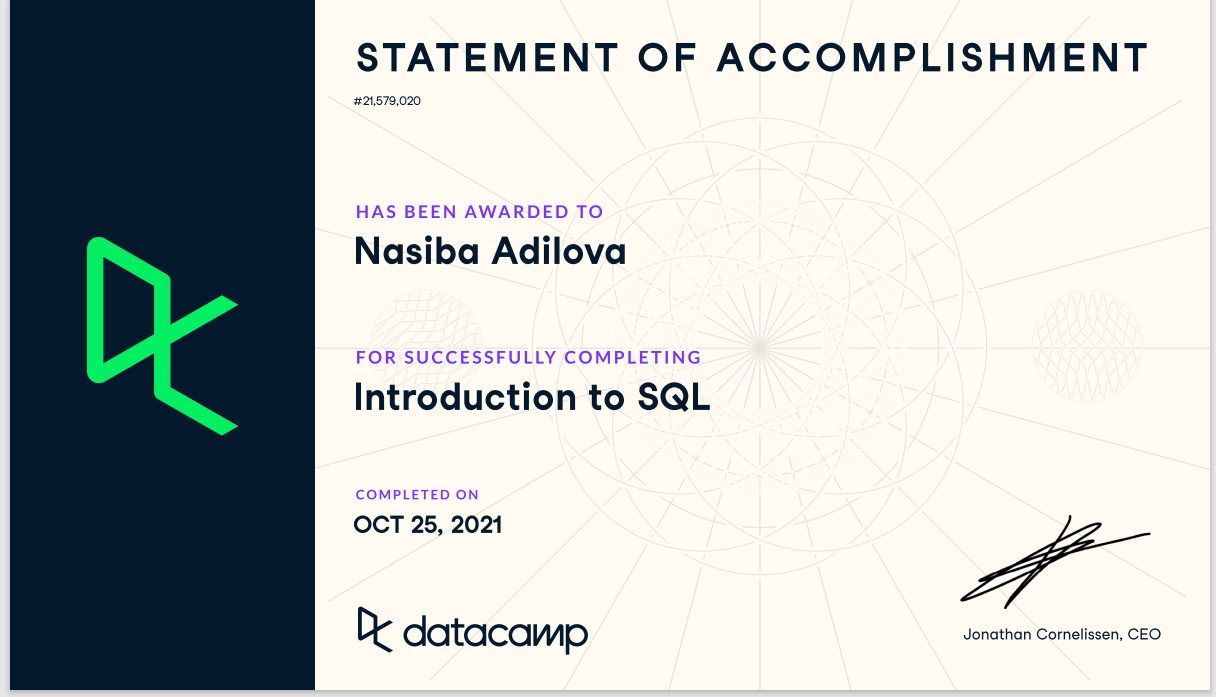 STATEMENT OF ACCOMPLISHMENT
#21,579,020
HAS BEEN AWARDED TO
Nasiba Adilova
FOR SUCCESSFULLY COMPLETING
Introduction to SQL
COMPLETED ON
OCT 25, 2021
datacamp
Jonathan Cornelissen, CEO